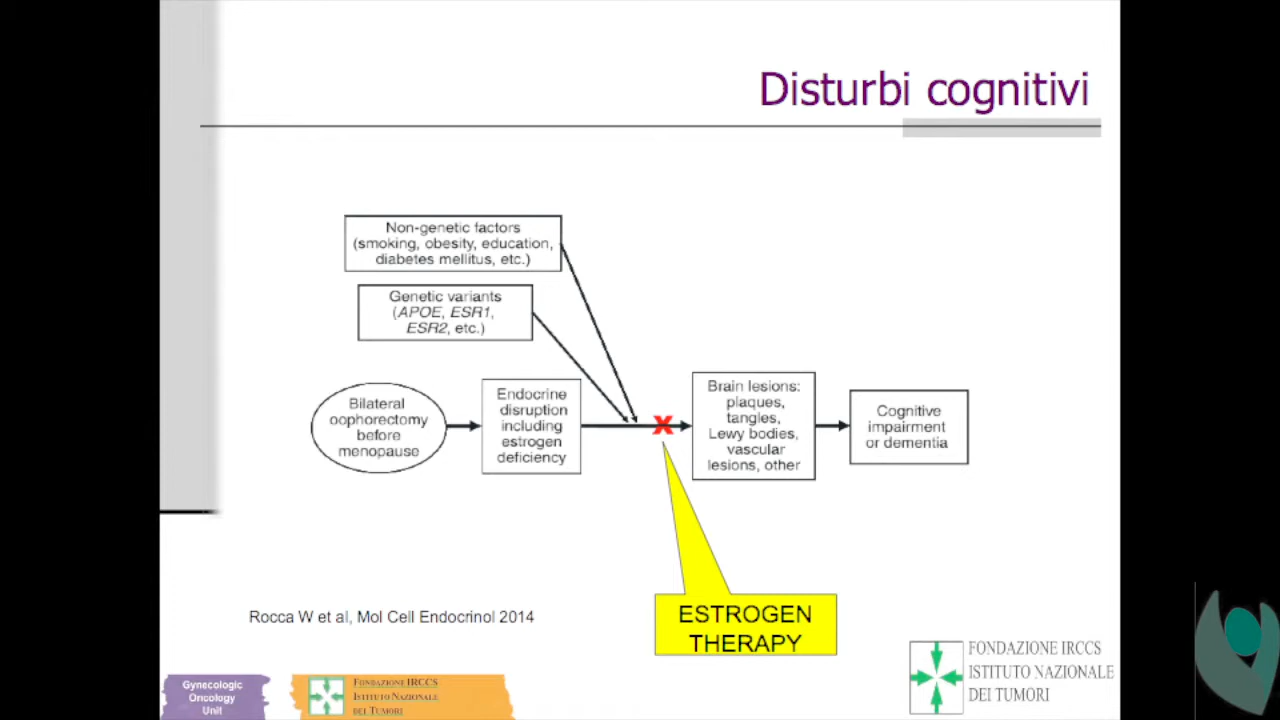 Disturbi cognitivi
Non-genetic factors
(smoking, obesity, education,
diabetes mellitus, etc.)
Genetic variants
(APOE, ESR1,
ESR2, etc.)
Bilateral
oophorectomy
before
menopause
Endocrine
disruption
including
estrogen
deficiency
X
Brain lesions:
plaques,
tangles,
Lewy bodies,
vascular
lesions, other
Cognitive
impairment
or dementia
ESTROGEN
THERAPY
Rocca W et al, Mol Cell Endocrinol 2014
Gynecologic
Oncology
Unit
FONDAZIONE IRCCS
ISTITUTO NAZIONALE
DEI TUMORI
FONDAZIONE IRCCS
ISTITUTO NAZIONALE
DEI TUMORI